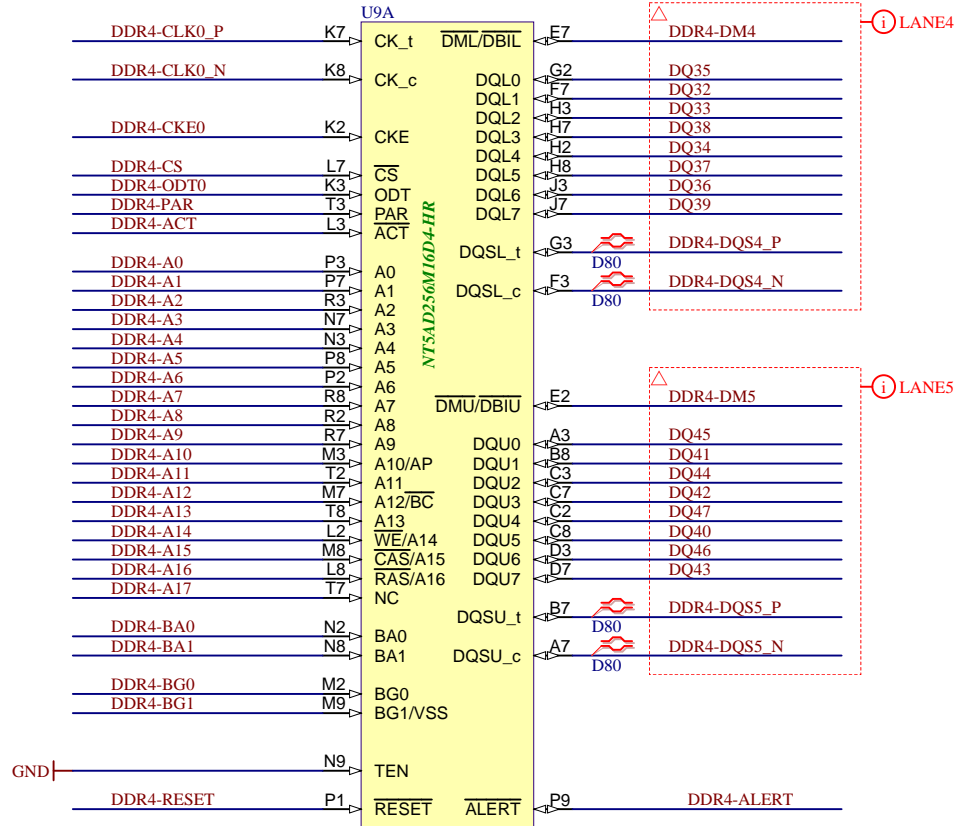 U9A
DDR4-CLK0_P K7 CK_t DML/DBIL E7 DDR4-DM4 LANE4
DDR4-CLK0_N K8 CK_c DQL0 G2 DQ35
DQL1 F7 DQ32
DQL2 H3 DQ33
DDR4-CKE0 K2 CKE DQL3 H7 DQ38
DQL4 H2 DQ34
DDR4-CS L7 CS DQL5 H8 DQ37
DDR4-ODT0 K3 ODT DQL6 J3 DQ36
DDR4-PAR T3 PAR DQL7 J7 DQ39
DDR4-ACT L3 ACT
DQSL_t G3 D80 DDR4-DQS4_P
DDR4-A0 P3 A0
DDR4-A1 P7 A1 DQSL_c F3 D80 DDR4-DQS4_N
DDR4-A2 R3 A2
DDR4-A3 N7 A3
DDR4-A4 N3 A4
DDR4-A5 P8 A5
DDR4-A6 P2 A6
DDR4-A7 R8 A7 DMU/DBIU E2 DDR4-DM5 LANE5
DDR4-A8 R2 A8
DDR4-A9 R7 A9 DQU0 A3 DQ45
DDR4-A10 M3 A10/AP DQU1 B8 DQ41
DDR4-A11 T2 A11 DQU2 C3 DQ44
DDR4-A12 M7 A12/BC DQU3 C7 DQ42
DDR4-A13 T8 A13 DQU4 C2 DQ47
DDR4-A14 L2 WE/A14 DQU5 C8 DQ40
DDR4-A15 M8 CAS/A15 DQU6 D3 DQ46
DDR4-A16 L8 RAS/A16 DQU7 D7 DQ43
DDR4-A17 T7 NC
DQSU_t B7 D80 DDR4-DQS5_P
DDR4-BA0 N2 BA0
DDR4-BA1 N8 BA1 DQSU_c A7 D80 DDR4-DQS5_N
DDR4-BG0 M2 BG0
DDR4-BG1 M9 BG1/VSS
GND N9 TEN
DDR4-RESET P1 RESET ALERT P9 DDR4-ALERT
NT5AD256M16D4-HR